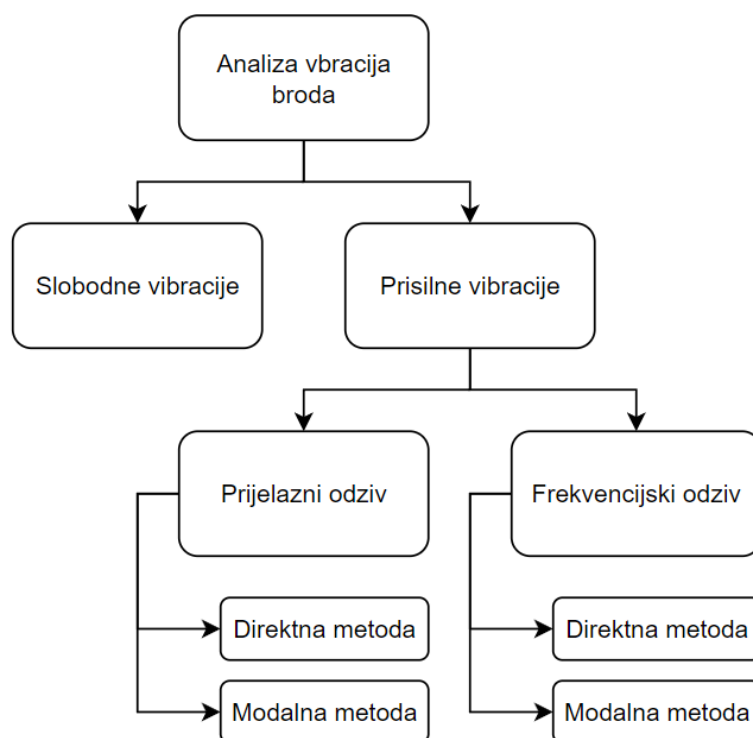 Analiza vbracija
broda
Slobodne vibracije
Prisilne vibracije
Prijelazni odziv
Frekvencijski odziv
Direktna metoda
Direktna metoda
Modalna metoda
Modalna metoda